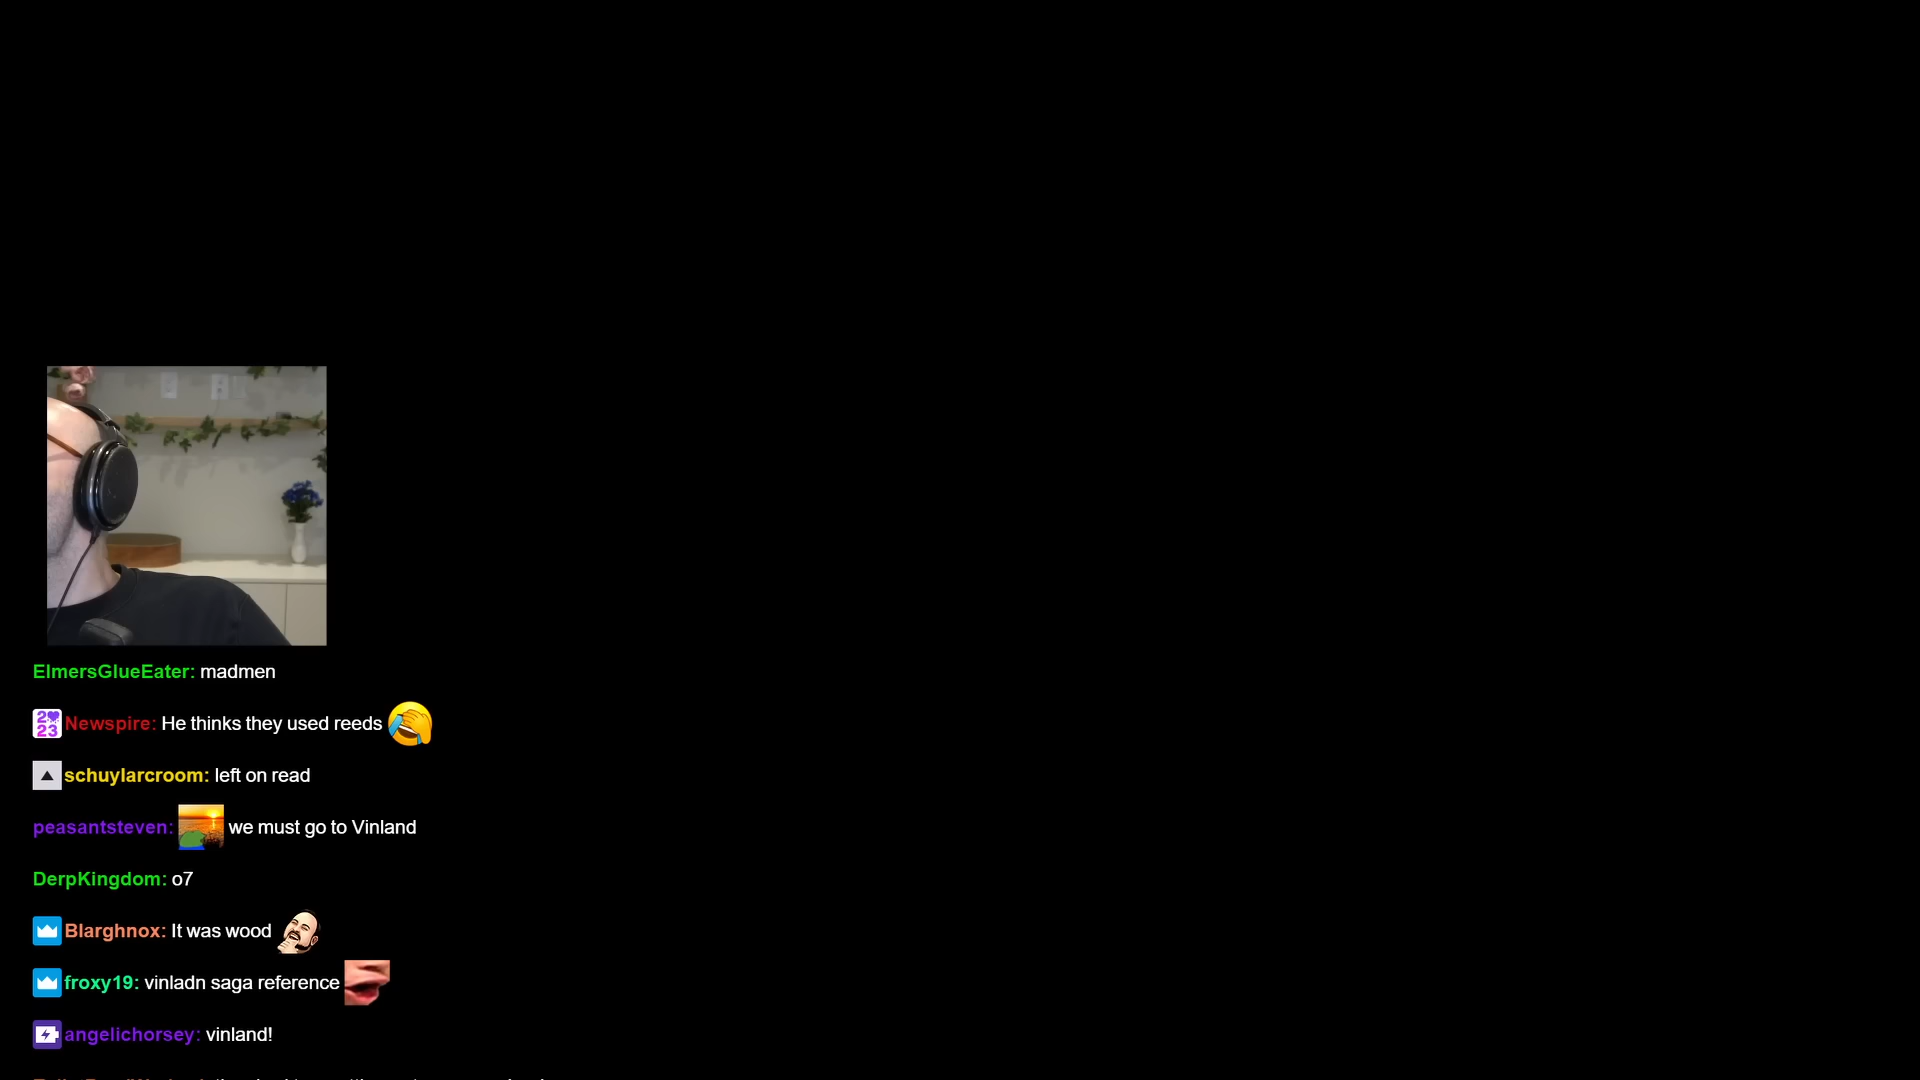 ElmersGlueEater: madmen
2023 Newspire: He thinks they used reeds
schuylarcroom: left on read
peasantsteven: we must go to Vinland
DerpKingdom: o7
Blarghnox: It was wood
froxy19: vinladn saga reference
angelichorsey: vinland!